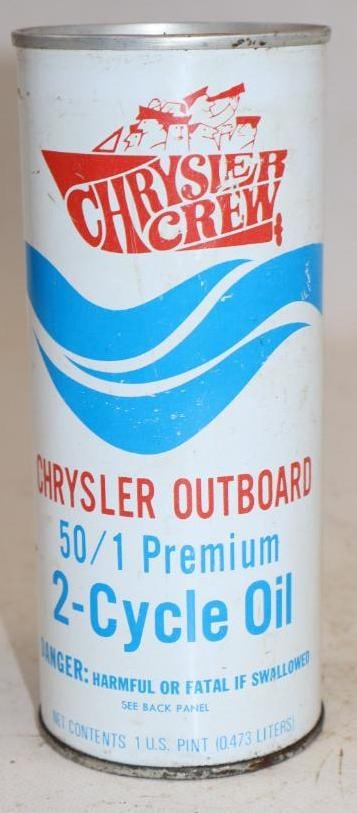 CHRYSLER
CREW
CHRYSLER OUTBOARD
50/1 Premium
2-Cycle Oil
DANGER: HARMFUL OR FATAL IF SWALLOWED
SEE BACK PANEL
NET CONTENTS 1 U.S. PINT (0.473 LITERS)